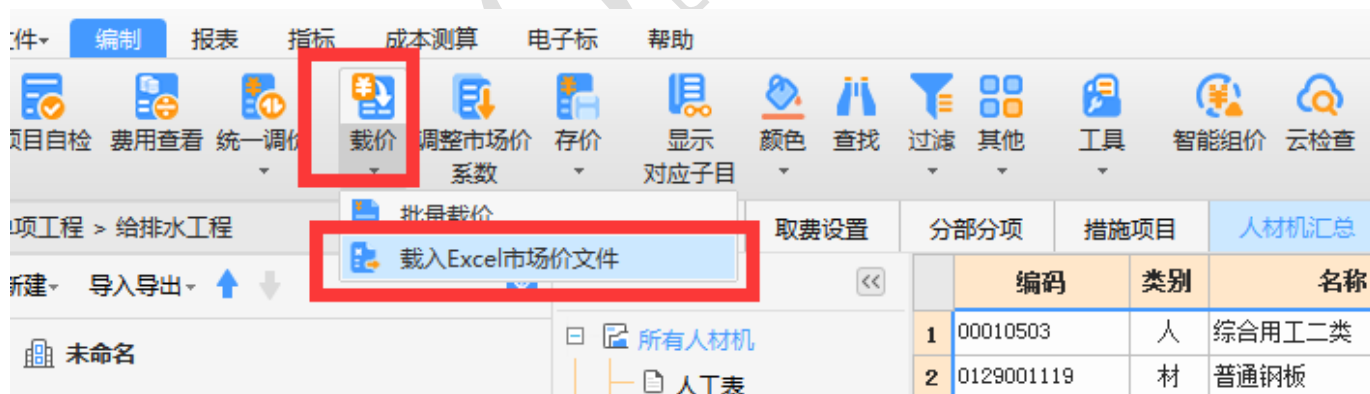 件
编制
报表
指标
成本测算
电子标
帮助
项目自检
费用查看
统一调价
载价
调整市场价
系数
存价
显示
对应子目
颜色
查找
过滤
其他
工具
智能组价
云检查
批量载价
载入Excel市场价文件
项工程 > 给排水工程
取费设置
分部分项
措施项目
人材机汇总
新建
导入导出
<<
编码
类别
名称
所有人材机
1 00010503 人 综合用工二类
未命名
人工表
2 0129001119 材 普通钢板